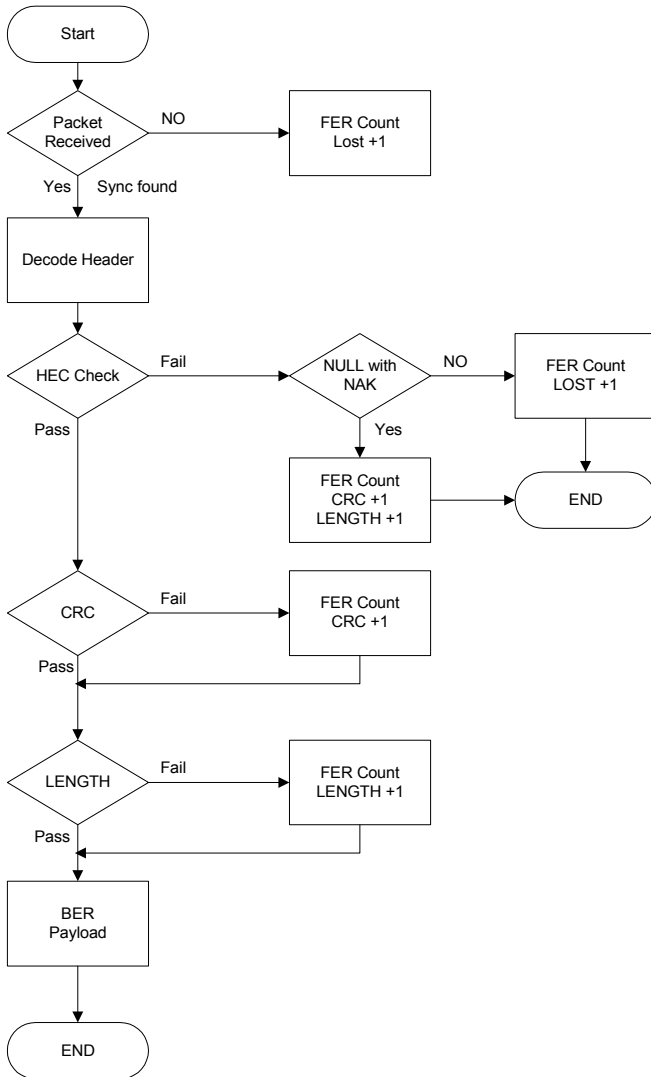 Start
Packet
Received
NO
FER Count
Lost +1
Yes
Sync found
Decode Header
HEC Check
Fail
NULL with
NAK
NO
FER Count
LOST +1
Pass
Yes
FER Count
CRC +1
LENGTH +1
END
CRC
Fail
FER Count
CRC +1
Pass
LENGTH
Fail
FER Count
LENGTH +1
Pass
BER
Payload
END